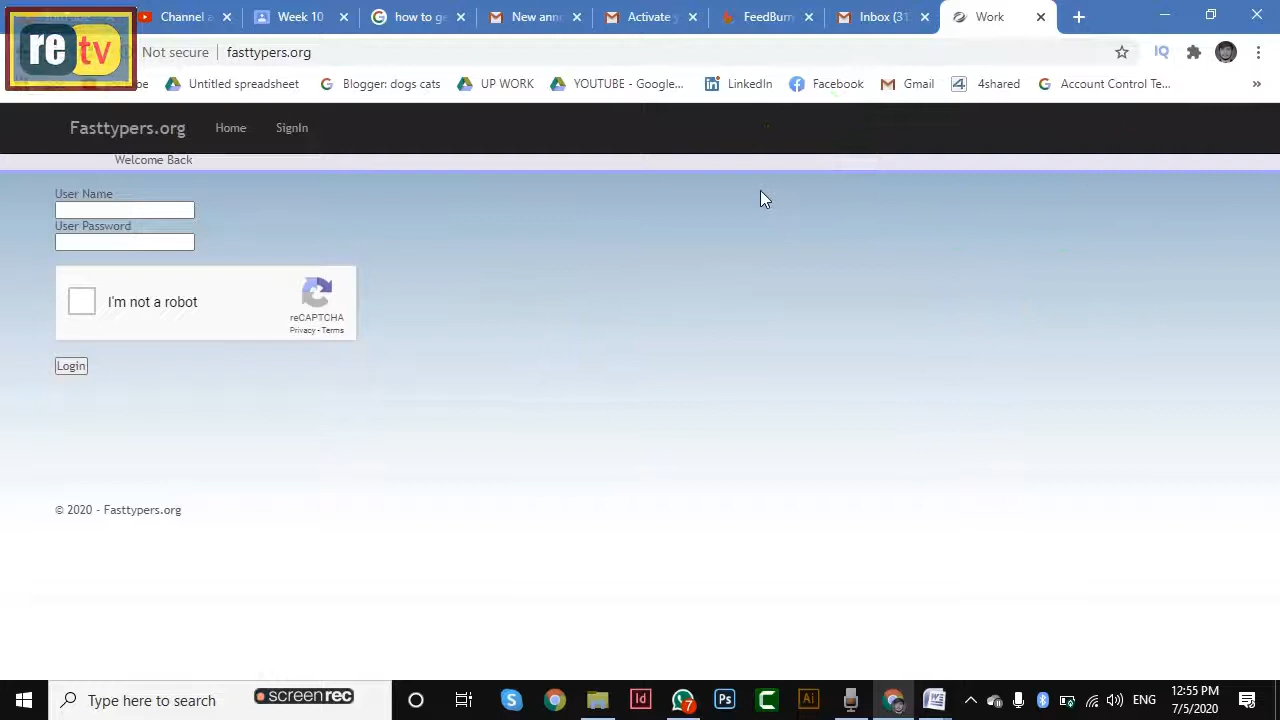 re tv
Channel a
Week 10
how to ge
New anno
Activate y
FeedBurn
Inbox (31
Work
Not secure
fasttypers.org
Untitled spreadsheet
Blogger: dogs cats
UP WORK
YOUTUBE - Google...
LinkedIn
Facebook
Gmail
4shared
Account Control Te...
Fasttypers.org
Home
SignIn
Welcome Back
User Name
User Password
I'm not a robot
reCAPTCHA
Privacy - Terms
Login
© 2020 - Fasttypers.org
Type here to search
screenrec
7
ENG
12:55 PM
7/5/2020